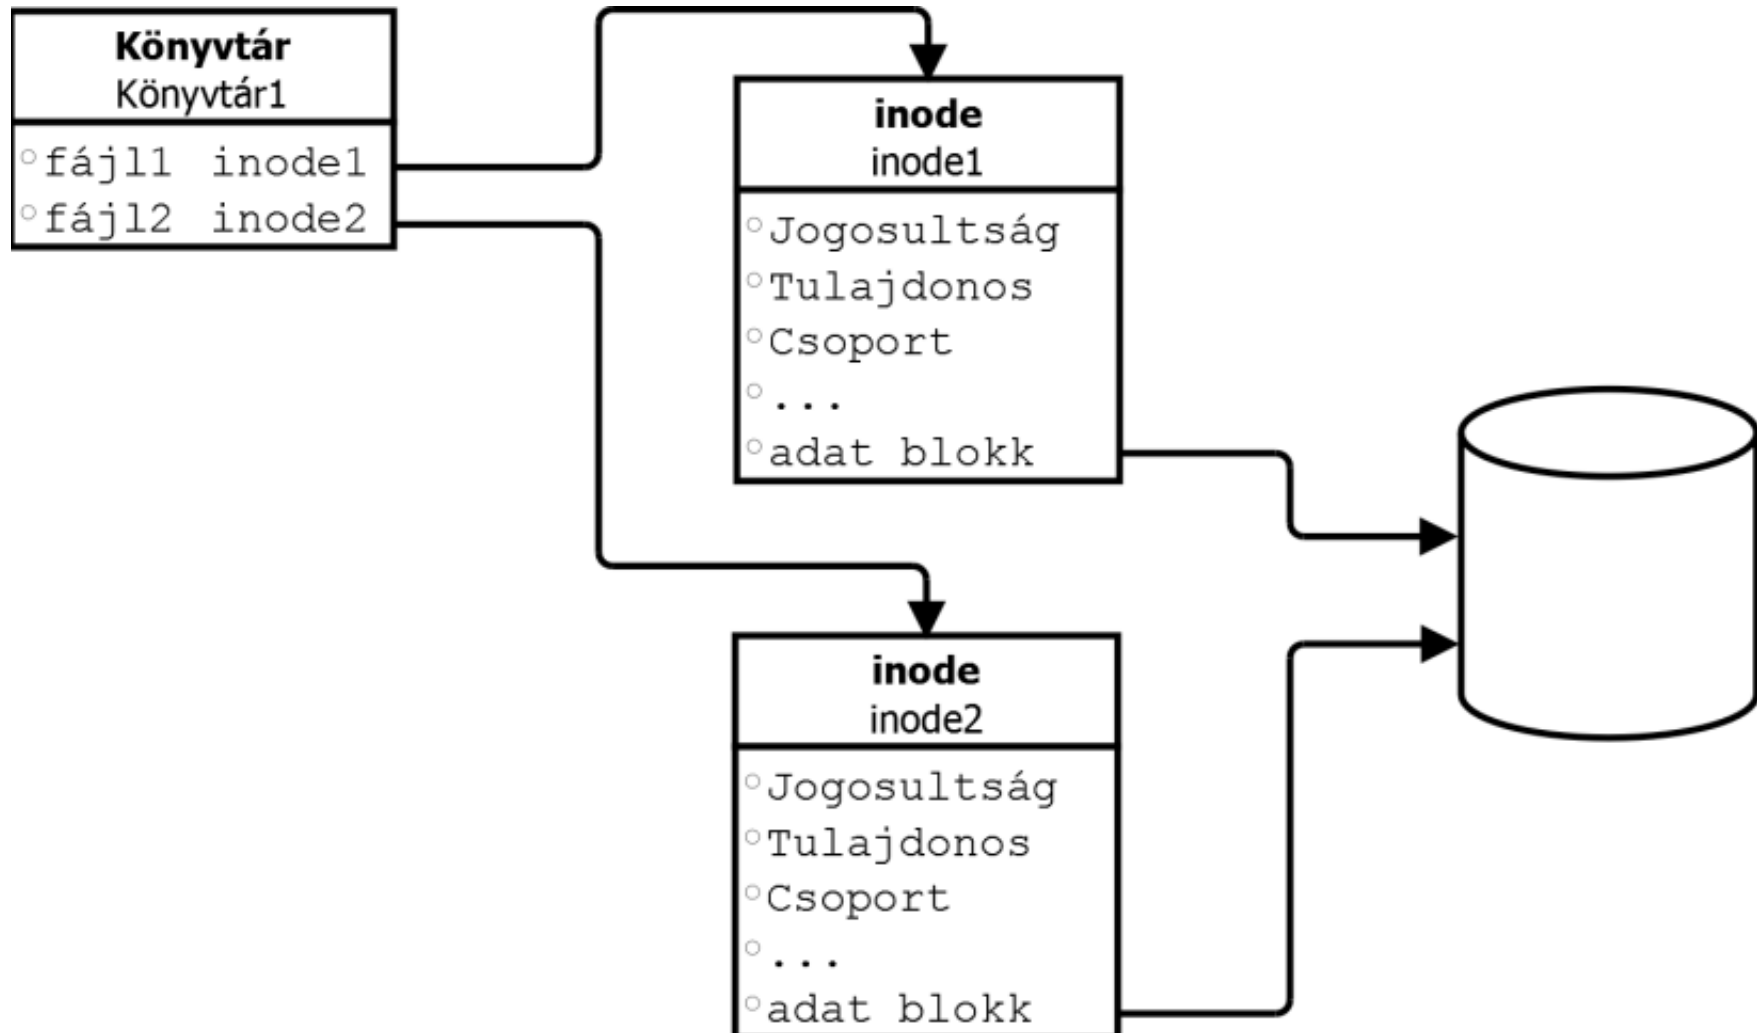 Könyvtár
Könyvtár1
fájl1 inode1
fájl2 inode2
inode
inode1
Jogosultság
Tulajdonos
Csoport
...
adat blokk
inode
inode2
Jogosultság
Tulajdonos
Csoport
...
adat blokk